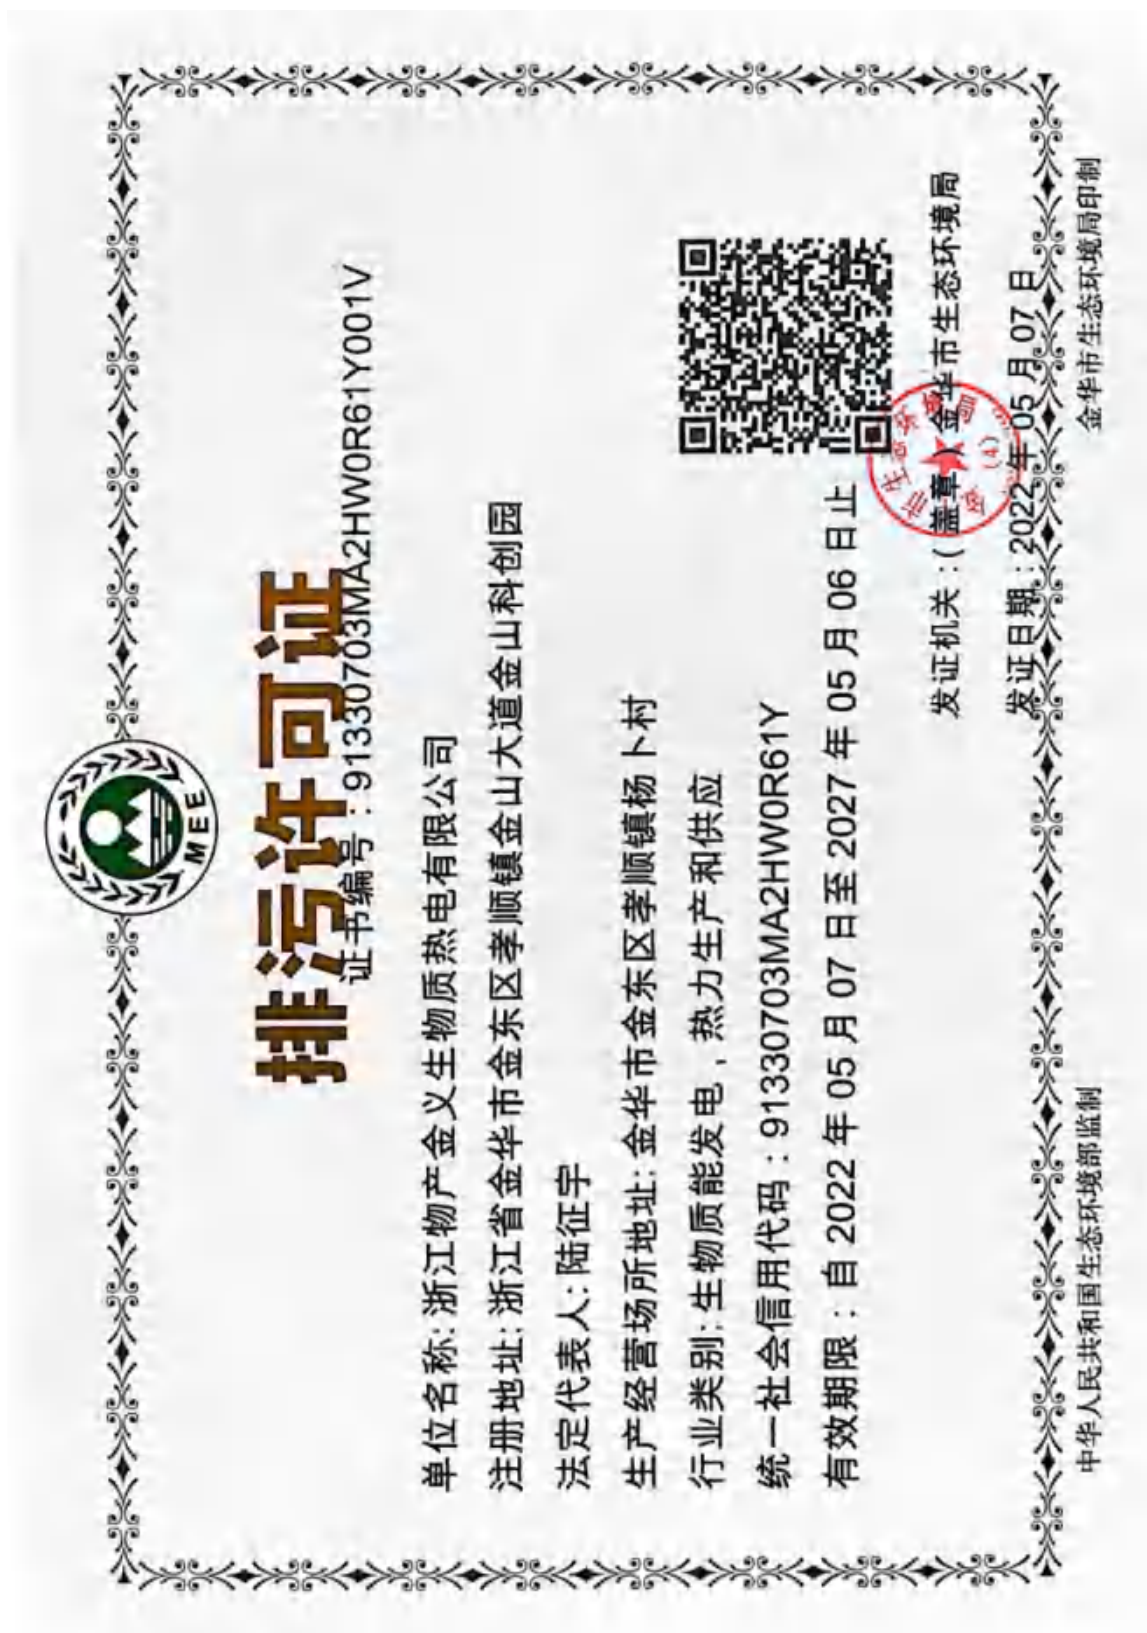 MEE
排污许可证
证书编号：91330703MA2HW0R61Y001V
单位名称:浙江物产金义生物质热电有限公司
注册地址:浙江省金华市金东区孝顺镇金山大道金山科创园
法定代表人:陆征宇
生产经营场所地址:金华市金东区孝顺镇杨卜村
行业类别:生物质能发电，热力生产和供应
统一社会信用代码：91330703MA2HW0R61Y
有效期限：自2022年05月07日至2027年05月06日止
发证机关：(盖章)金华市生态环境局
发证日期：2022年05月07日
中华人民共和国生态环境部监制
金华市生态环境局印制
(4)